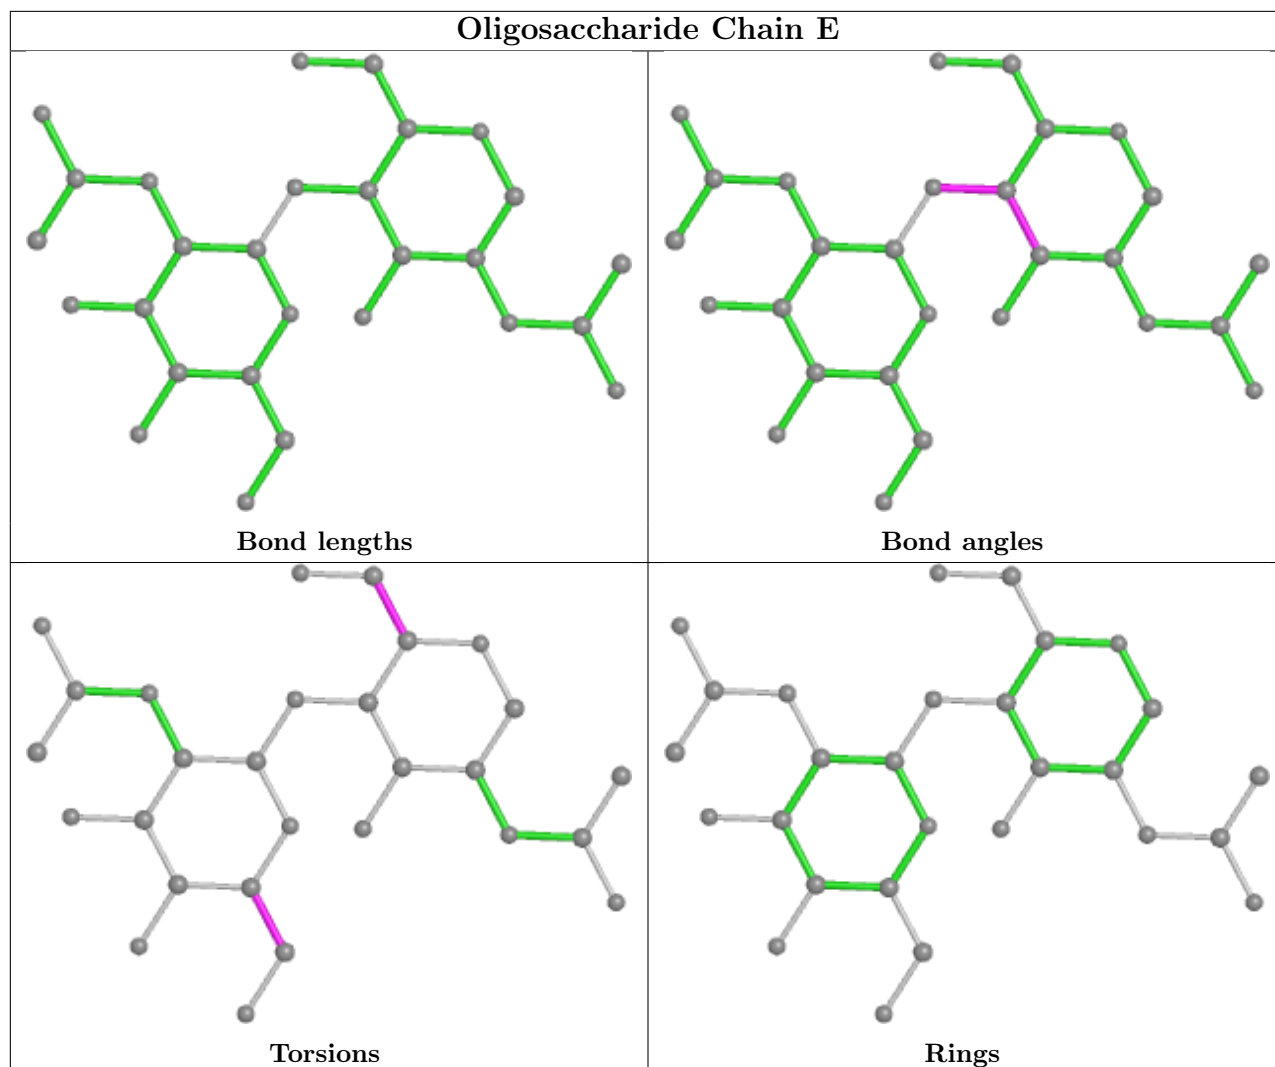 Oligosaccharide Chain E
Bond lengths
Bond angles
Torsions
Rings